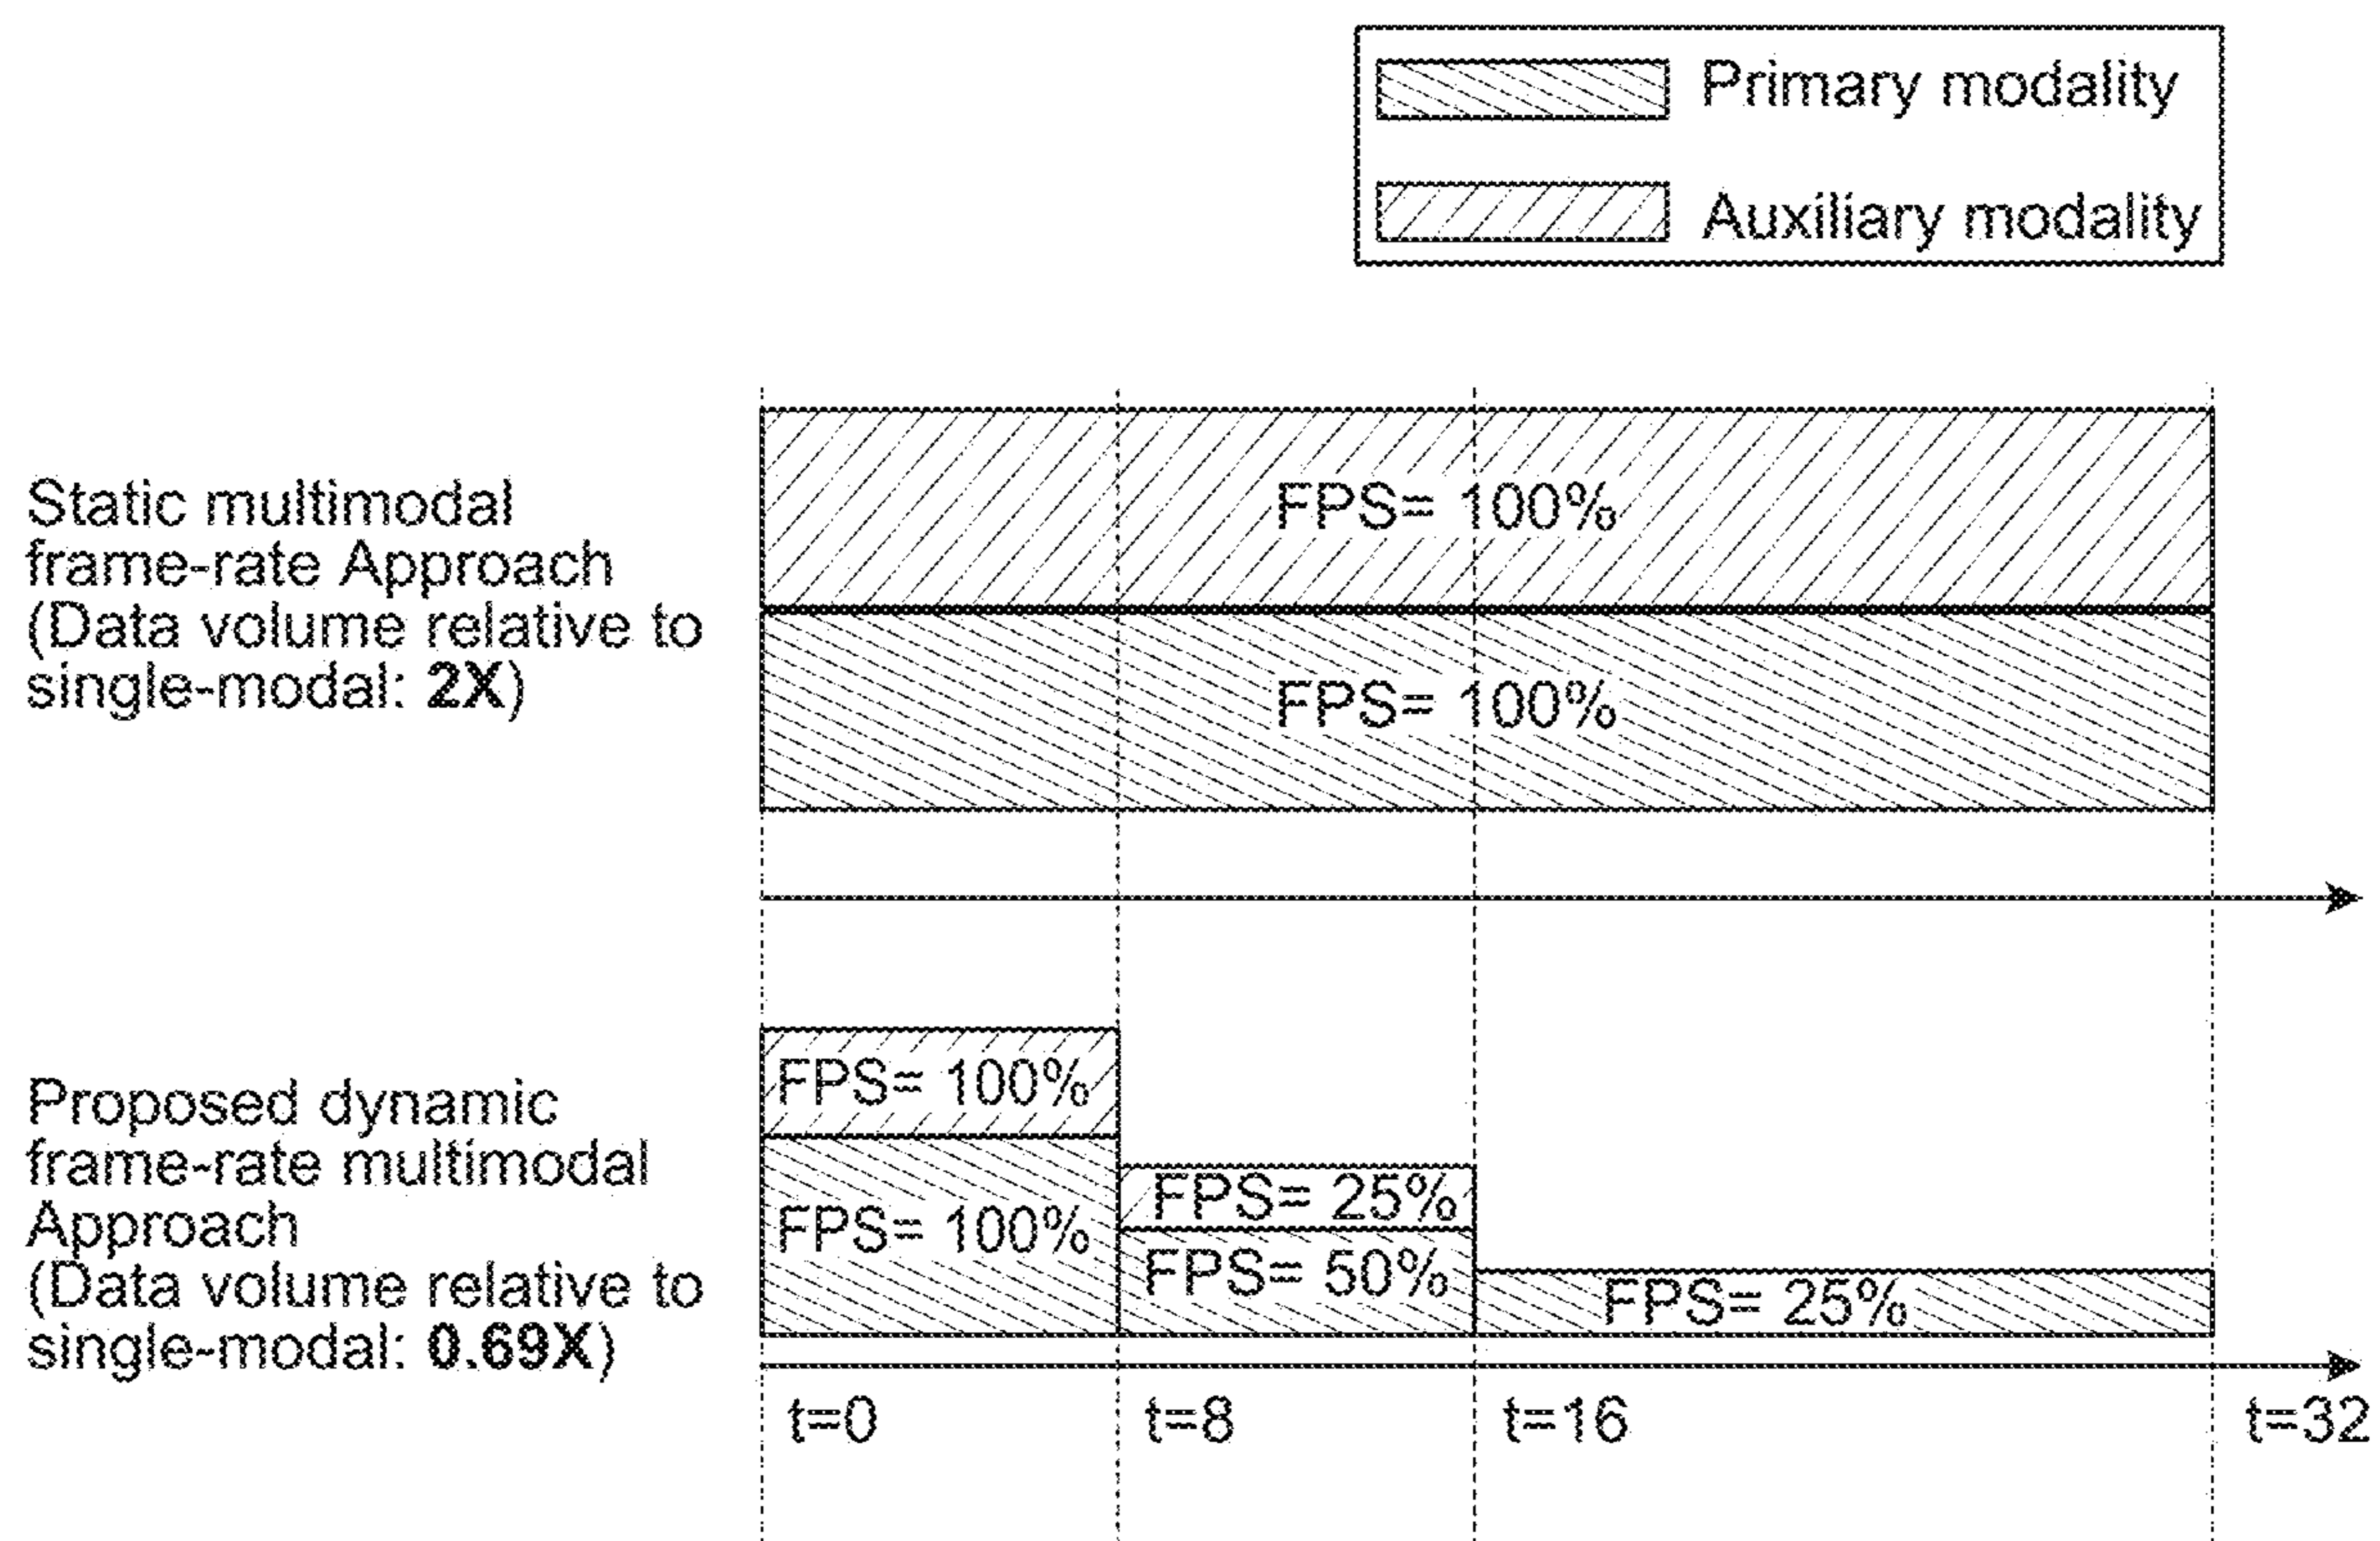 Primary modality
Auxiliary modality
Static multimodal
frame-rate Approach
(Data volume relative to
single-modal: 2X)
FPS= 100%
FPS= 100%
Proposed dynamic
frame-rate multimodal
Approach
(Data volume relative to
single-modal: 0.69X)
FPS= 100%
FPS= 100%
FPS= 25%
FPS= 50%
FPS= 25%
t=0
t=8
t=16
t=32